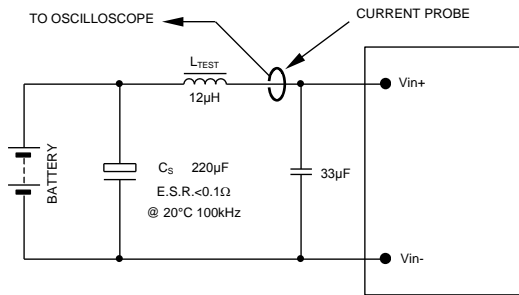 TO OSCILLOSCOPE
CURRENT PROBE
LTEST
12μH
Vin+
BATTERY
CS 220μF
E.S.R.<0.1Ω
@ 20°C 100kHz
33μF
Vin-